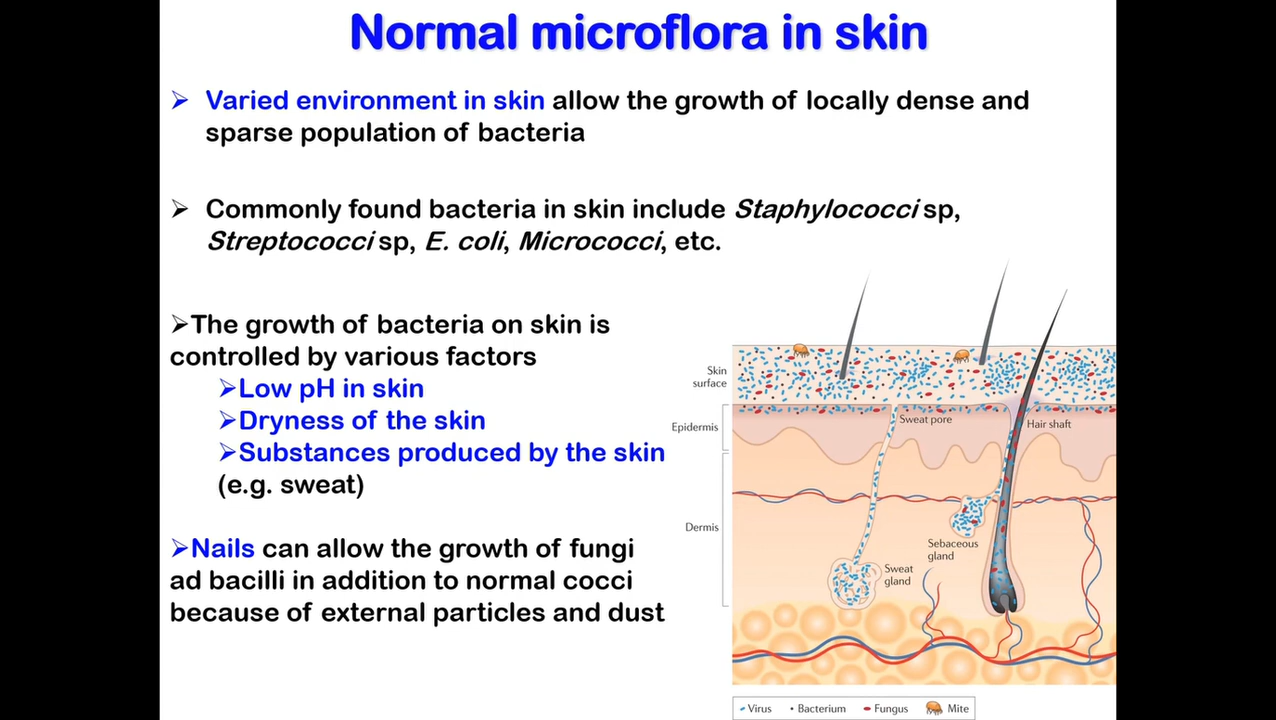 Normal microflora in skin
➢ Varied environment in skin allow the growth of locally dense and
sparse population of bacteria
➢ Commonly found bacteria in skin include Staphylococci sp,
Streptococci sp, E. coli, Micrococci, etc.
➢The growth of bacteria on skin is
controlled by various factors
➢Low pH in skin
➢Dryness of the skin
➢Substances produced by the skin
(e.g. sweat)
➢Nails can allow the growth of fungi
ad bacilli in addition to normal cocci
because of external particles and dust
Skin
surface
Epidermis
Dermis
Sweat pore
Hair shaft
Sebaceous
gland
Sweat
gland
Virus Bacterium Fungus Mite